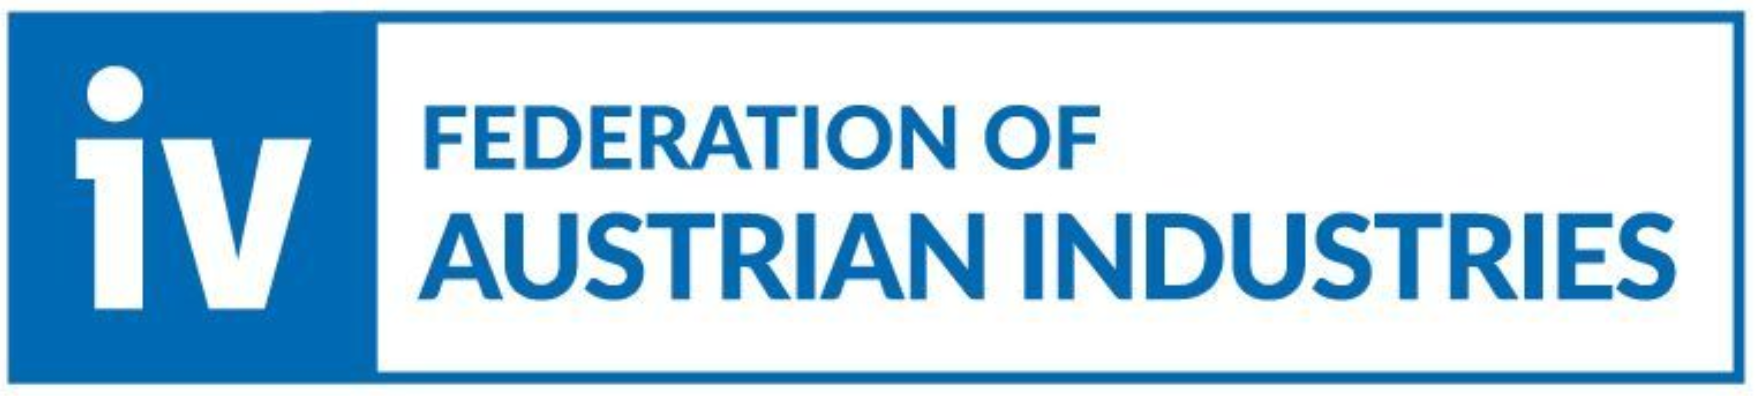 iv
FEDERATION OF
AUSTRIAN INDUSTRIES